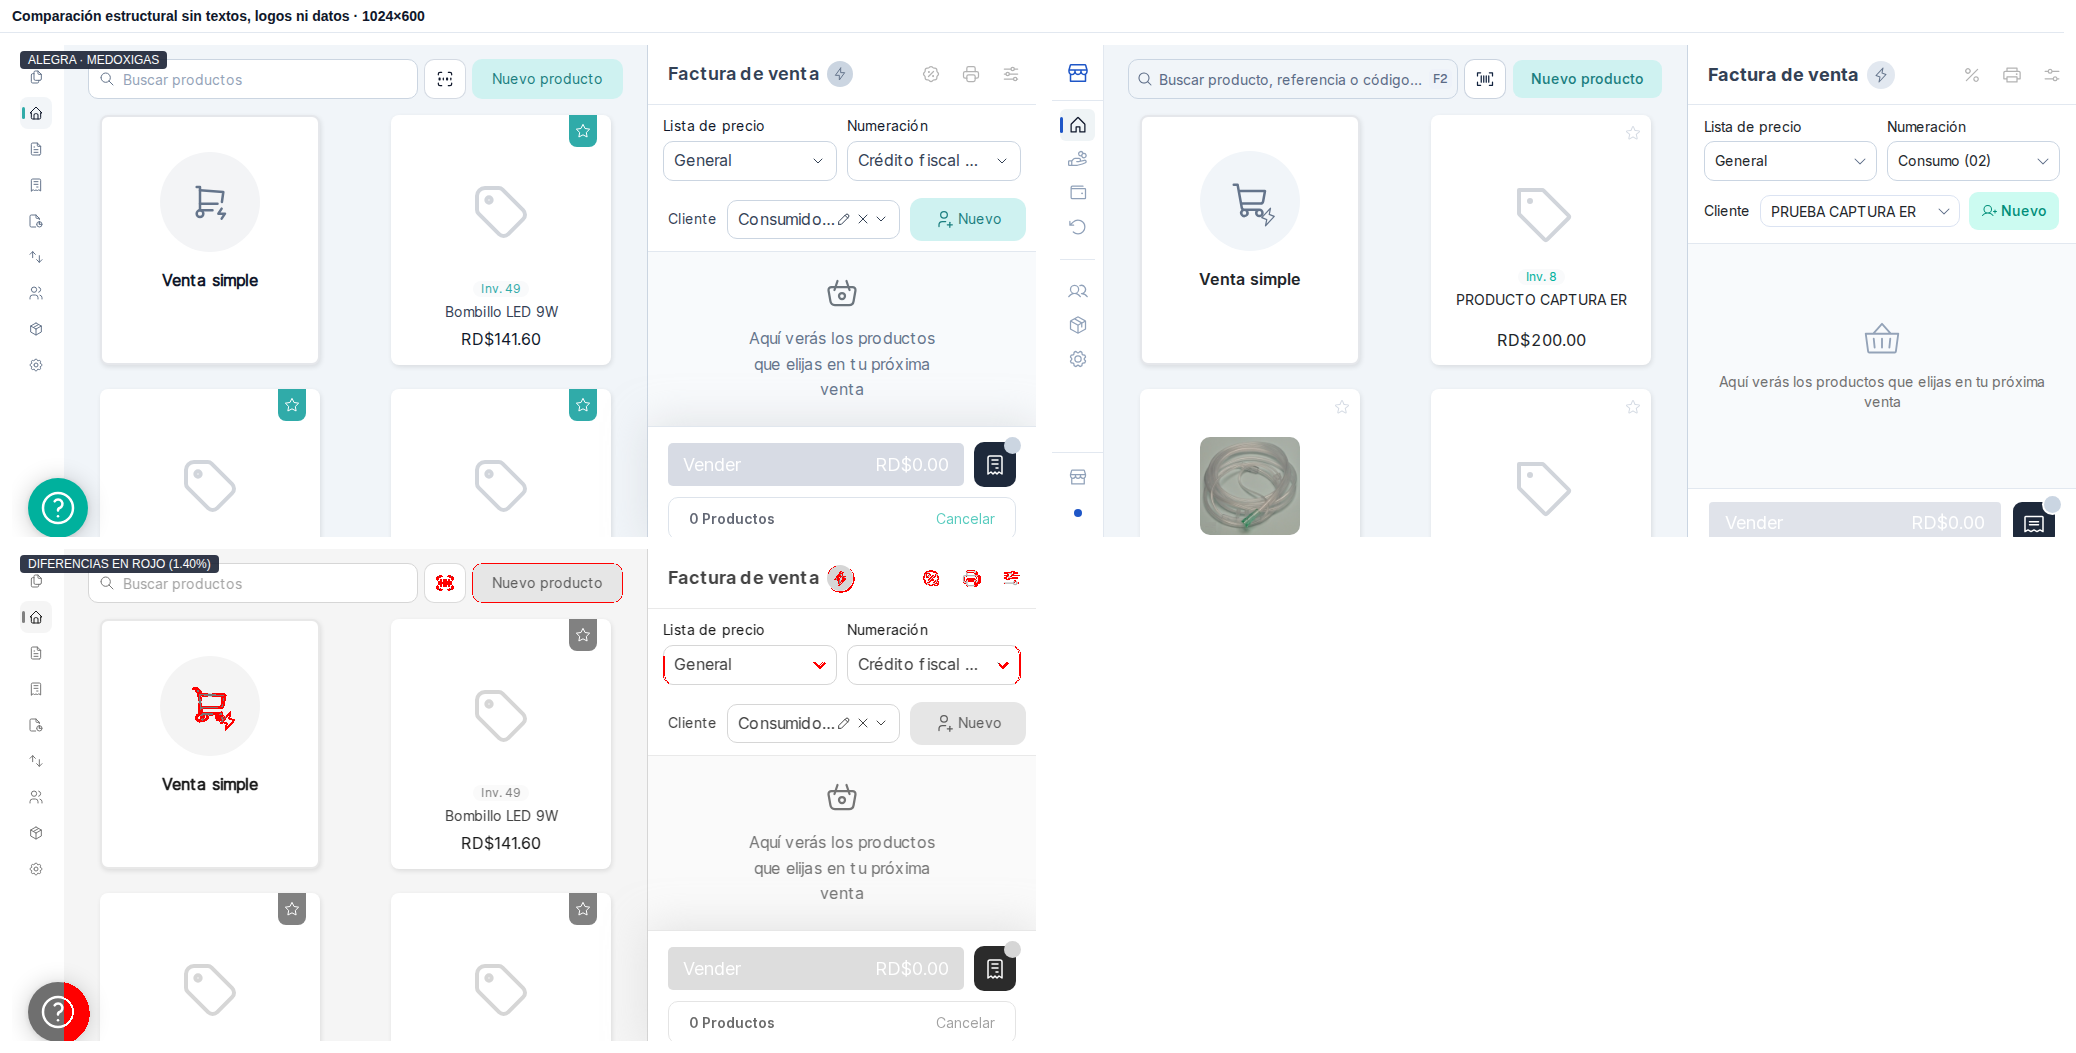 Comparación estructural sin textos, logos ni datos · 1024×600
ALEGRA · MEDOXIGAS
Buscar productos
Nuevo producto
Factura de venta
Lista de precio
Numeración
General
Crédito fiscal ...
Cliente
Consumido...
Nuevo
Venta simple
Inv. 49
Bombillo LED 9W
RD$141.60
Aquí verás los productos
que elijas en tu próxima
venta
Vender
RD$0.00
0 Productos
Cancelar
Buscar producto, referencia o código... F2
Nuevo producto
Factura de venta
Lista de precio
Numeración
General
Consumo (02)
Cliente
PRUEBA CAPTURA ER
Nuevo
Venta simple
Inv. 8
PRODUCTO CAPTURA ER
RD$200.00
Aquí verás los productos que elijas en tu próxima
venta
Vender
RD$0.00
DIFERENCIAS EN ROJO (1.40%)
Buscar productos
Nuevo producto
Factura de venta
Lista de precio
Numeración
General
Crédito fiscal ...
Cliente
Consumido...
Nuevo
Venta simple
Inv. 49
Bombillo LED 9W
RD$141.60
Aquí verás los productos
que elijas en tu próxima
venta
Vender
RD$0.00
0 Productos
Cancelar